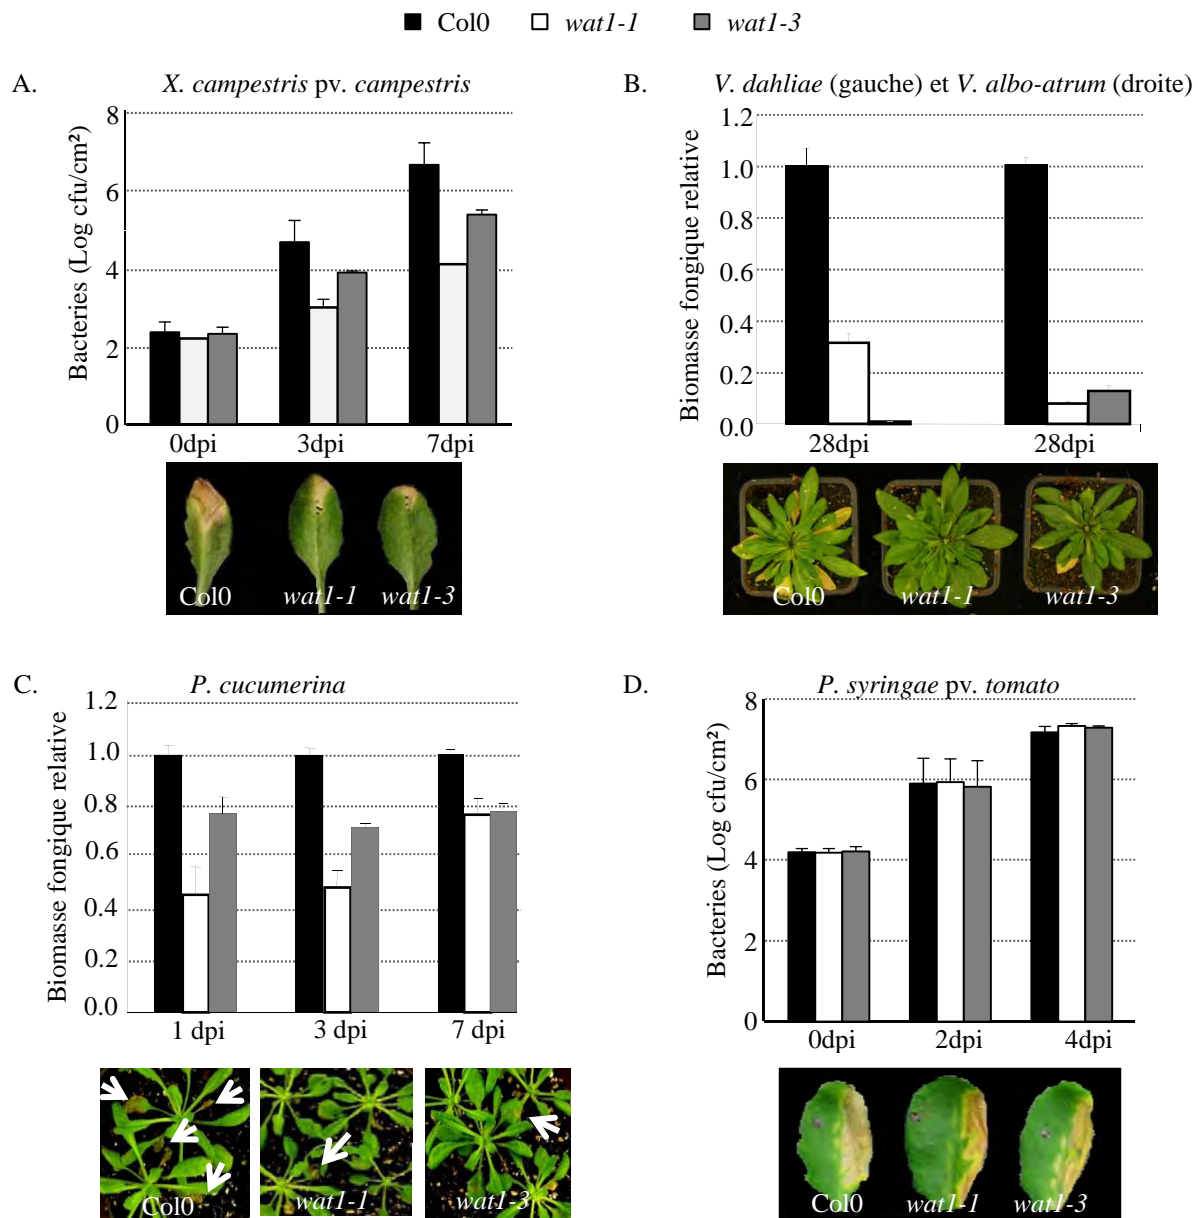 Col0 wat1-1 wat1-3
A. X. campestris pv. campestris
Bacteries (Log cfu/cm²)
8
6
4
2
0
0dpi 3dpi 7dpi
Col0 wat1-1 wat1-3
B. V. dahliae (gauche) et V. albo-atrum (droite)
Biomasse fongique relative
1.2
1.0
0.8
0.6
0.4
0.2
0.0
28dpi 28dpi
Col0 wat1-1 wat1-3
C. P. cucumerina
Biomasse fongique relative
1.2
1.0
0.8
0.6
0.4
0.2
0.0
1 dpi 3 dpi 7 dpi
Col0 wat1-1 wat1-3
D. P. syringae pv. tomato
Bacteries (Log cfu/cm²)
8
6
4
2
0
0dpi 2dpi 4dpi
Col0 wat1-1 wat1-3